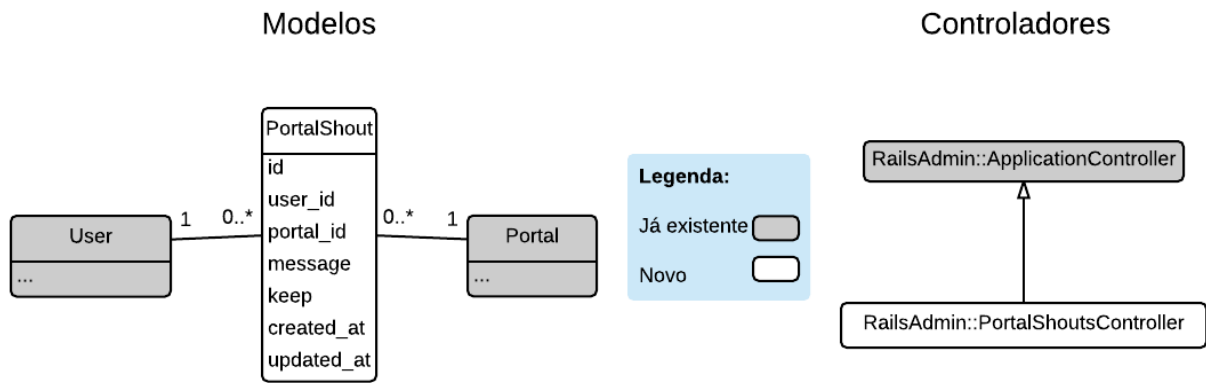 Modelos
Controladores
PortalShout
id
user_id
portal_id
message
keep
created_at
updated_at
User
...
1
0..*
0..*
1
Portal
...
Legenda:
Já existente
Novo
RailsAdmin::ApplicationController
RailsAdmin::PortalShoutsController